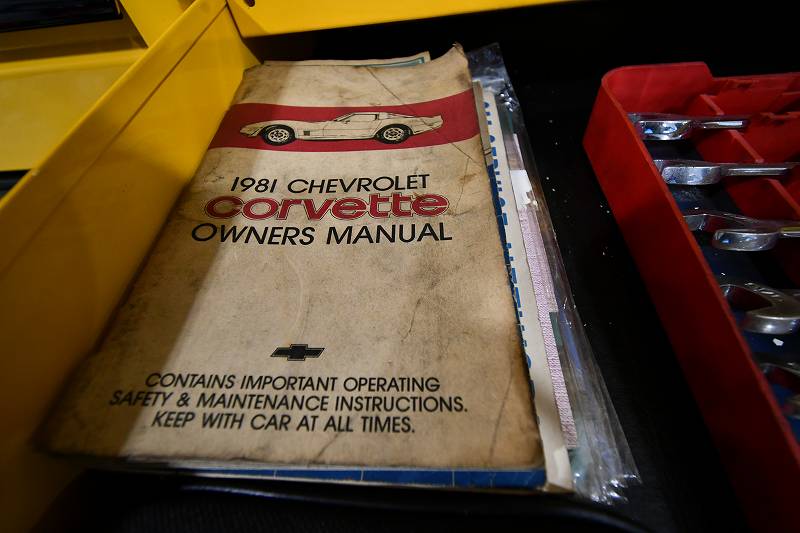 1981 CHEVROLET
corvette
OWNERS MANUAL
CONTAINS IMPORTANT OPERATING
SAFETY & MAINTENANCE INSTRUCTIONS.
KEEP WITH CAR AT ALL TIMES.